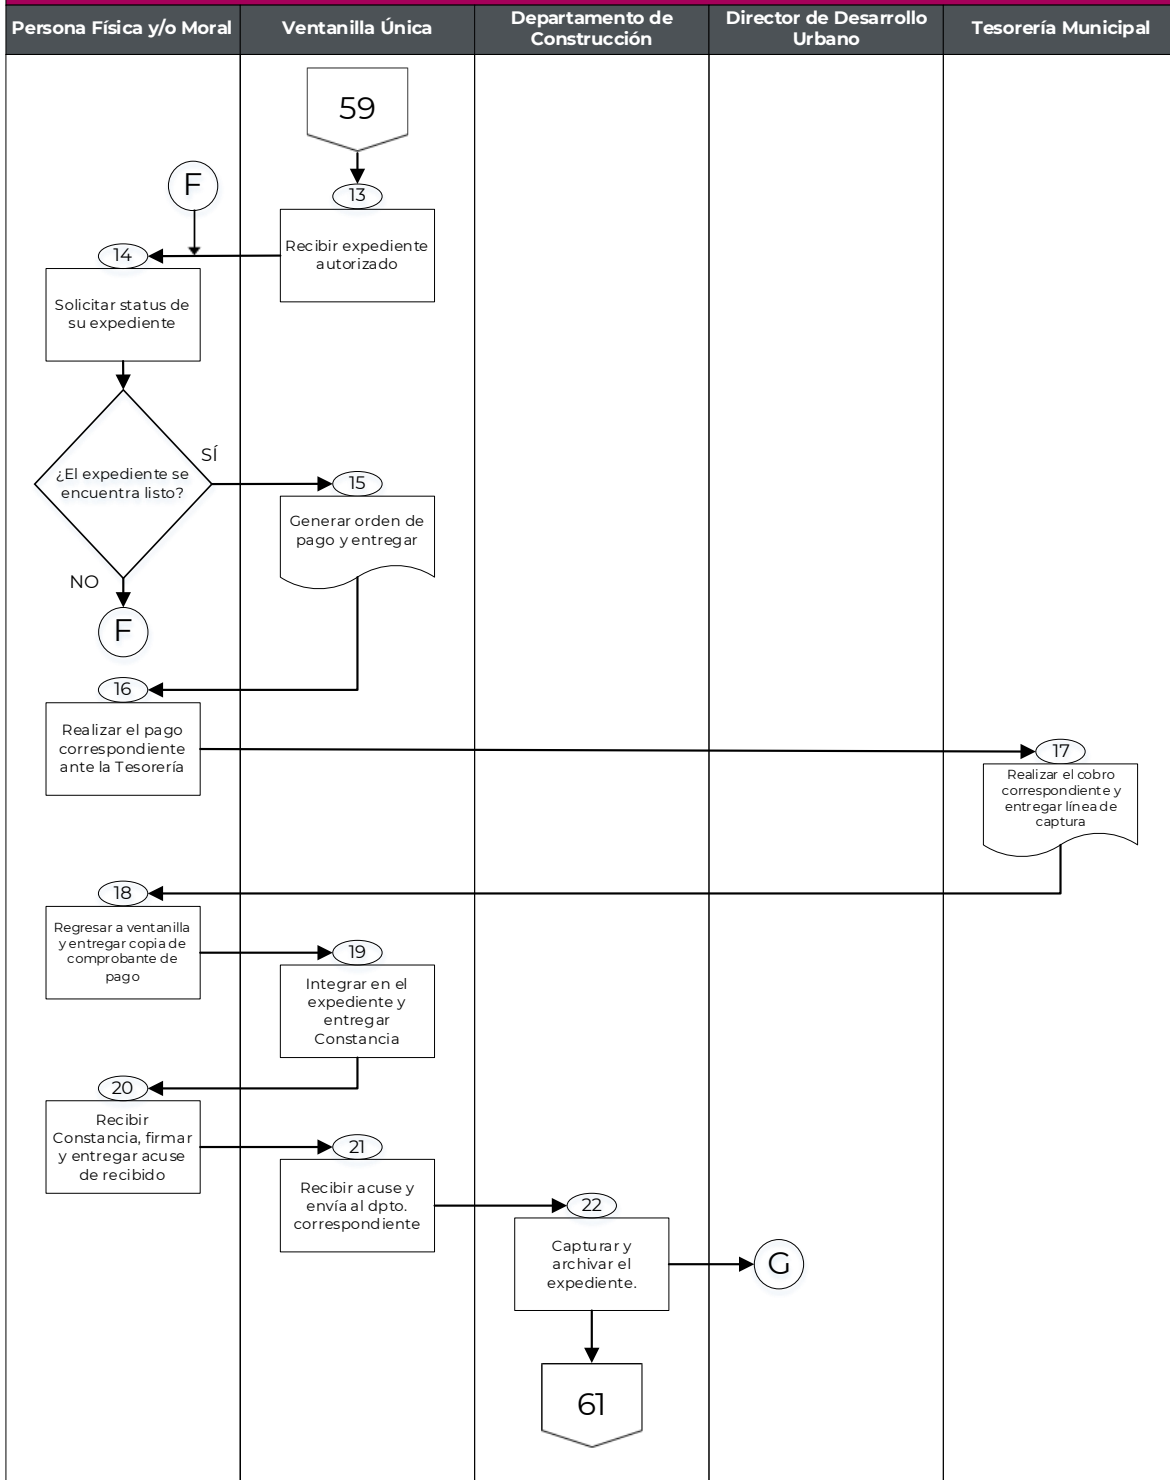 Persona Física y/o Moral
Ventanilla Única
Departamento de
Construcción
Director de Desarrollo
Urbano
Tesorería Municipal
59
F
13
Recibir expediente
autorizado
14
Solicitar status de
su expediente
¿El expediente se
encuentra listo?
SÍ
NO
F
15
Generar orden de
pago y entregar
16
Realizar el pago
correspondiente
ante la Tesorería
17
Realizar el cobro
correspondiente y
entregar línea de
captura
18
Regresar a ventanilla
y entregar copia de
comprobante de
pago
19
Integrar en el
expediente y
entregar
Constancia
20
Recibir
Constancia, firmar
y entregar acuse
de recibido
21
Recibir acuse y
envía al dpto.
correspondiente
22
Capturar y
archivar el
expediente.
G
61